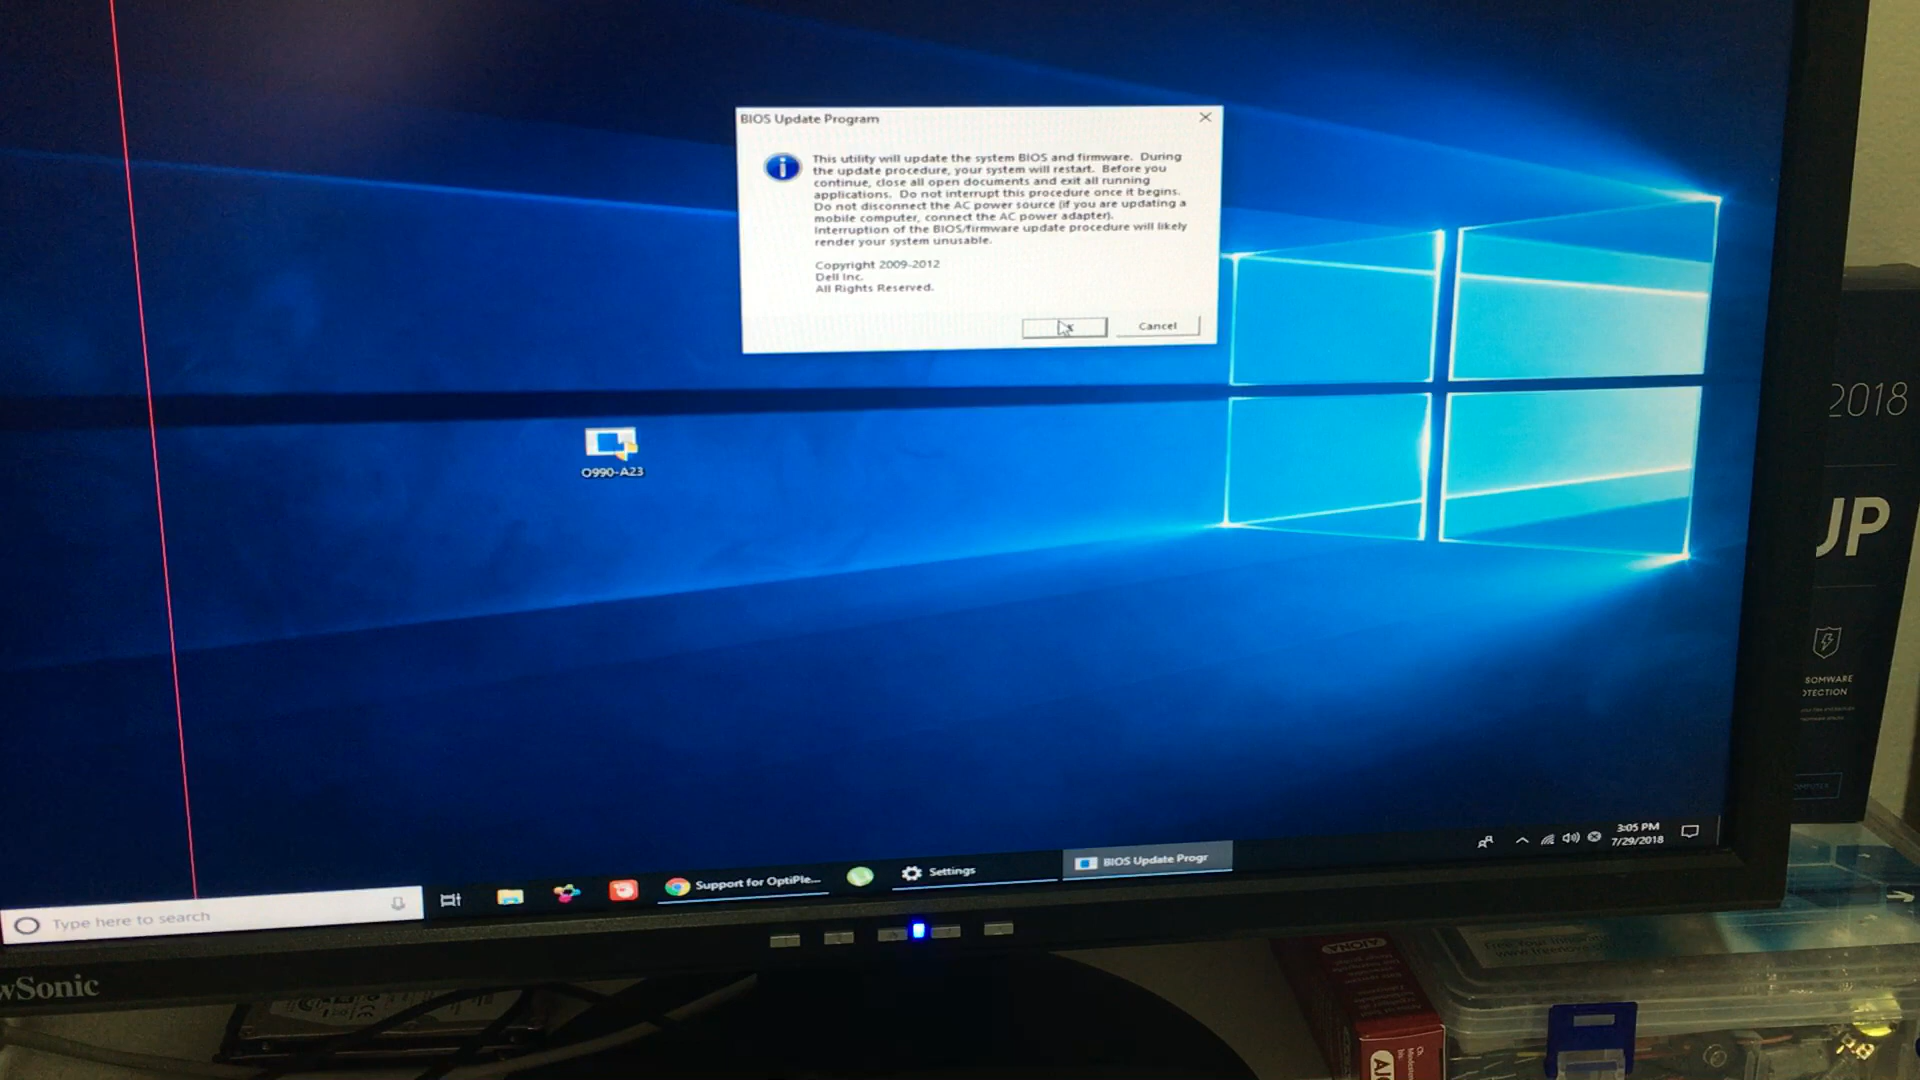 BIOS Update Program
This utility will update the system BIOS and firmware. During
the update procedure, your system will restart. Before you
continue, close all open documents and exit all running
applications. Do not interrupt this procedure once it begins.
Do not disconnect the AC power source (if you are updating a
mobile computer, connect the AC power adapter).
Interruption of the BIOS/firmware update procedure will likely
render your system unusable.
Copyright 2009-2012
Dell Inc.
All Rights Reserved.
Cancel
O990-A23
2018
UP
SOMWARE
OTECTION
3:05 PM
7/29/2018
Type here to search
Support for OptiPle...
Settings
BIOS Update Progr
wSonic
AJONA